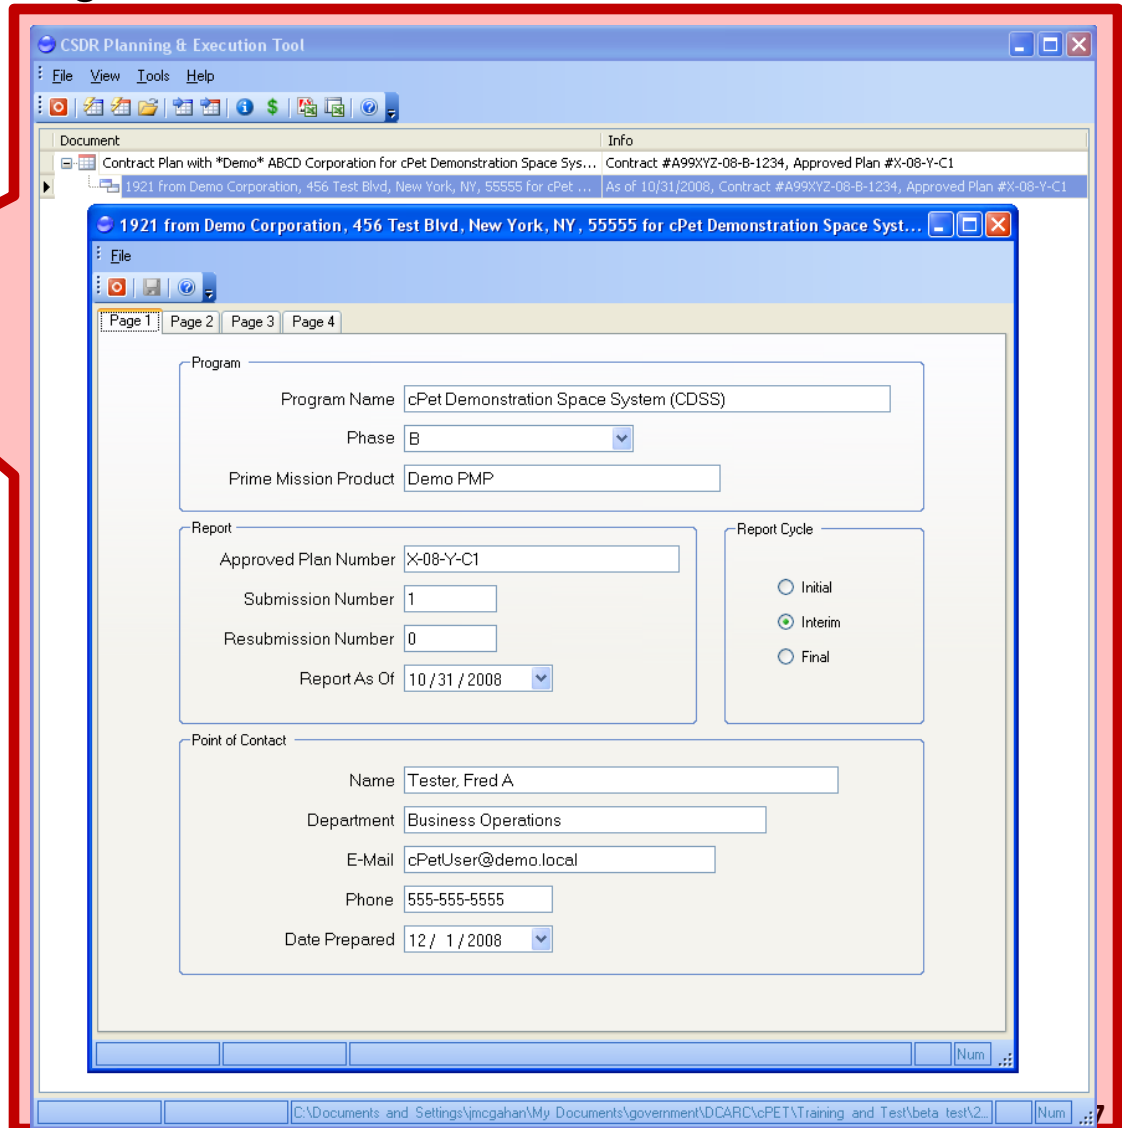 CSDR Planning & Execution Tool
File View Tools Help
Document Info
Contract Plan with *Demo* ABCD Corporation for cPet Demonstration Space Sys... Contract #A99XYZ-08-B-1234, Approved Plan #X-08-Y-C1
1921 from Demo Corporation, 456 Test Blvd, New York, NY, 55555 for cPet ... As of 10/31/2008, Contract #A99XYZ-08-B-1234, Approved Plan #X-08-Y-C1
1921 from Demo Corporation, 456 Test Blvd, New York, NY, 55555 for cPet Demonstration Space Syst...
File
Page 1 Page 2 Page 3 Page 4
Program
Program Name cPet Demonstration Space System (CDSS)
Phase B
Prime Mission Product Demo PMP
Report Report Cycle
Approved Plan Number X-08-Y-C1
Initial
Submission Number 1
Interim
Resubmission Number 0
Final
Report As Of 10/31/2008
Point of Contact
Name Tester, Fred A
Department Business Operations
E-Mail cPetUser@demo.local
Phone 555-555-5555
Date Prepared 12/ 1/2008
Num
C:\Documents and Settings\jmcgahan\My Documents\government\DCARC\cPET\Training and Test\beta test\2... Num
7